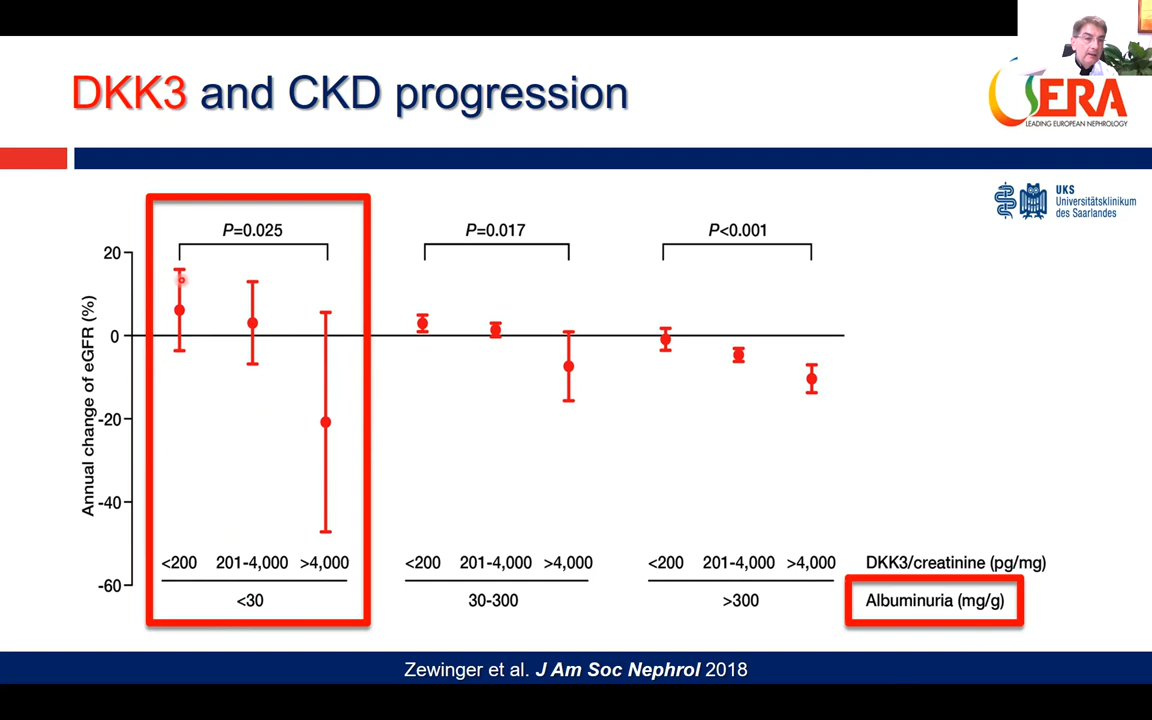 DKK3 and CKD progression
ERA
LEADING EUROPEAN NEPHROLOGY
UKS
Universitätsklinikum
des Saarlandes
P=0.025
P=0.017
P<0.001
Annual change of eGFR (%)
20
0
-20
-40
-60
<200 201-4,000 >4,000 <200 201-4,000 >4,000 <200 201-4,000 >4,000 DKK3/creatinine (pg/mg)
<30 30-300 >300 Albuminuria (mg/g)
Zewinger et al. J Am Soc Nephrol 2018